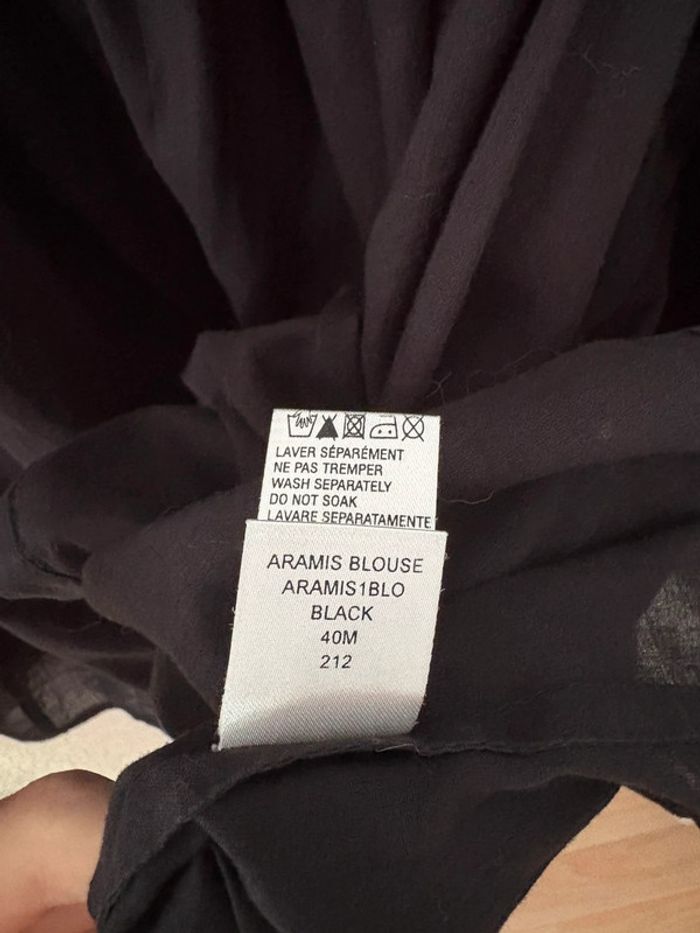 LAVER SÉPARÉMENT
NE PAS TREMPER
WASH SEPARATELY
DO NOT SOAK
LAVARE SEPARATAMENTE
ARAMIS BLOUSE
ARAMIS1BLO
BLACK
40M
212